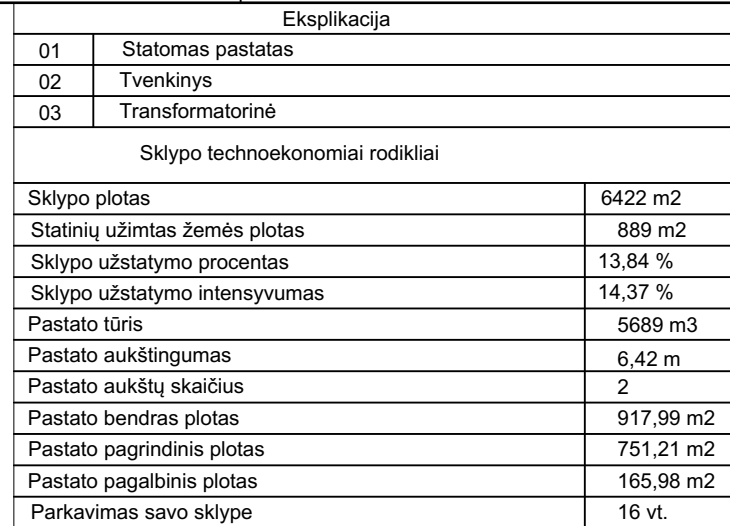 Eksplikacija
01 Statomas pastatas
02 Tvenkinys
03 Transformatorinė
Sklypo technoekonomiai rodikliai
Sklypo plotas 6422 m2
Statinių užimtas žemės plotas 889 m2
Sklypo užstatymo procentas 13,84 %
Sklypo užstatymo intensyvumas 14,37 %
Pastato tūris 5689 m3
Pastato aukštingumas 6,42 m
Pastato aukštų skaičius 2
Pastato bendras plotas 917,99 m2
Pastato pagrindinis plotas 751,21 m2
Pastato pagalbinis plotas 165,98 m2
Parkavimas savo sklype 16 vt.